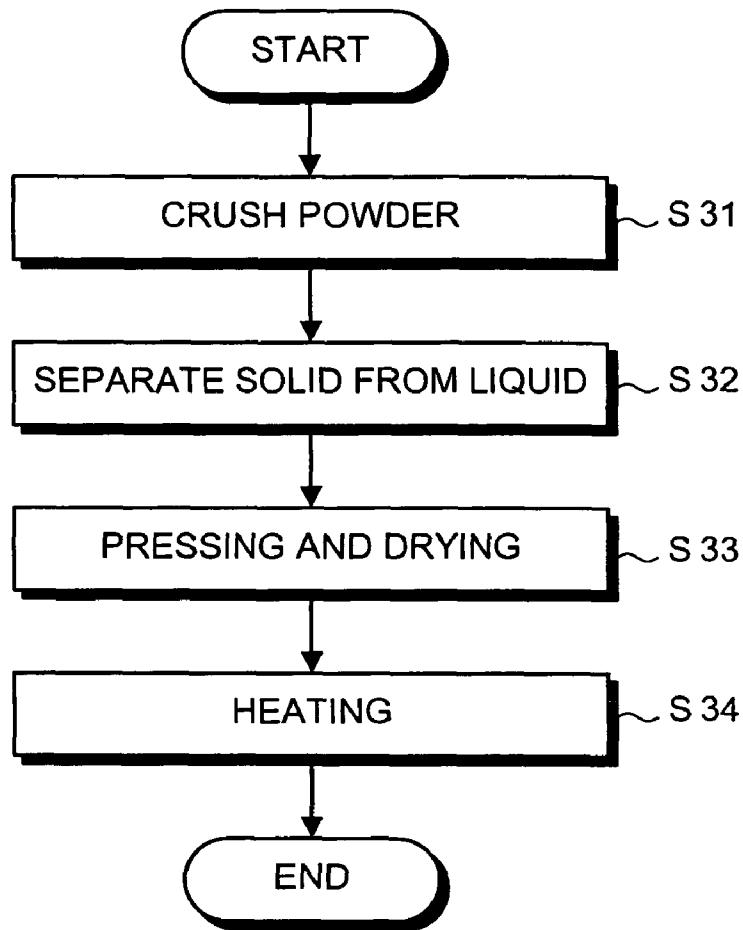 START
CRUSH POWDER
S 31
SEPARATE SOLID FROM LIQUID
S 32
PRESSING AND DRYING
S 33
HEATING
S 34
END